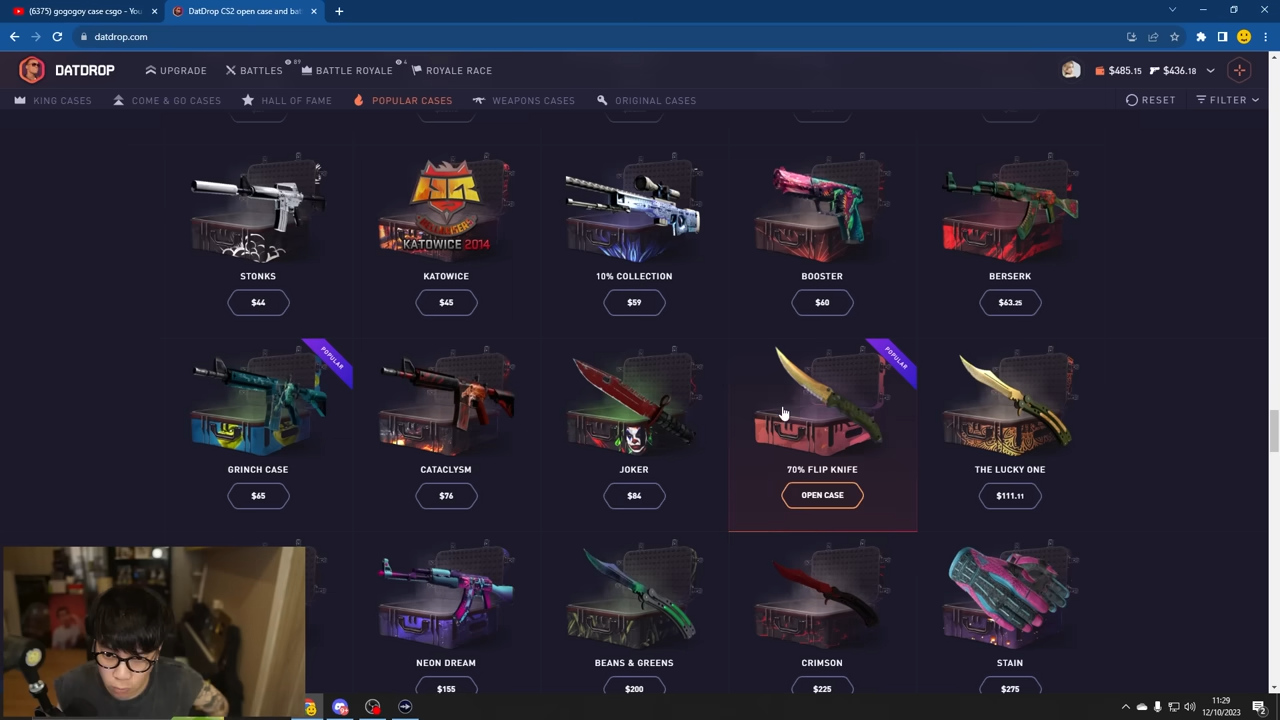 (6375) gogogoy case csgo - You
DatDrop CS2 open case and bat
datdrop.com
DATDROP
UPGRADE
BATTLES
89
BATTLE ROYALE
4
ROYALE RACE
$485.15
$436.18
KING CASES
COME & GO CASES
HALL OF FAME
POPULAR CASES
WEAPONS CASES
ORIGINAL CASES
RESET
FILTER
KATOWICE 2014
STONKS
KATOWICE
10% COLLECTION
BOOSTER
BERSERK
$44
$45
$59
$60
$63.25
POPULAR
POPULAR
GRINCH CASE
CATACLYSM
JOKER
70% FLIP KNIFE
THE LUCKY ONE
$65
$76
$84
OPEN CASE
$111.11
NEON DREAM
BEANS & GREENS
CRIMSON
STAIN
$155
$200
$225
$275
11:29
12/10/2023
2